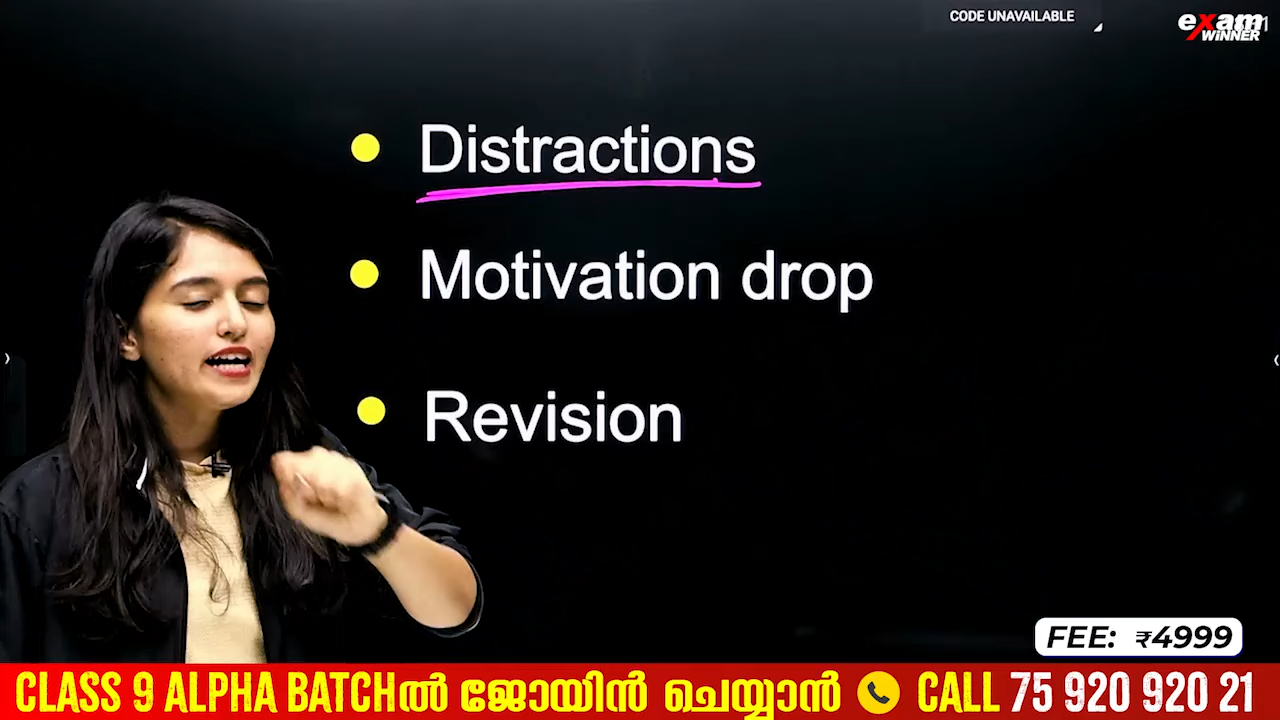 CODE UNAVAILABLE
exam
WINNER
Distractions
Motivation drop
Revision
FEE: ₹4999
CLASS 9 ALPHA BATCHൽ ജോയിൻ ചെയ്യാൻ CALL 75 920 920 21